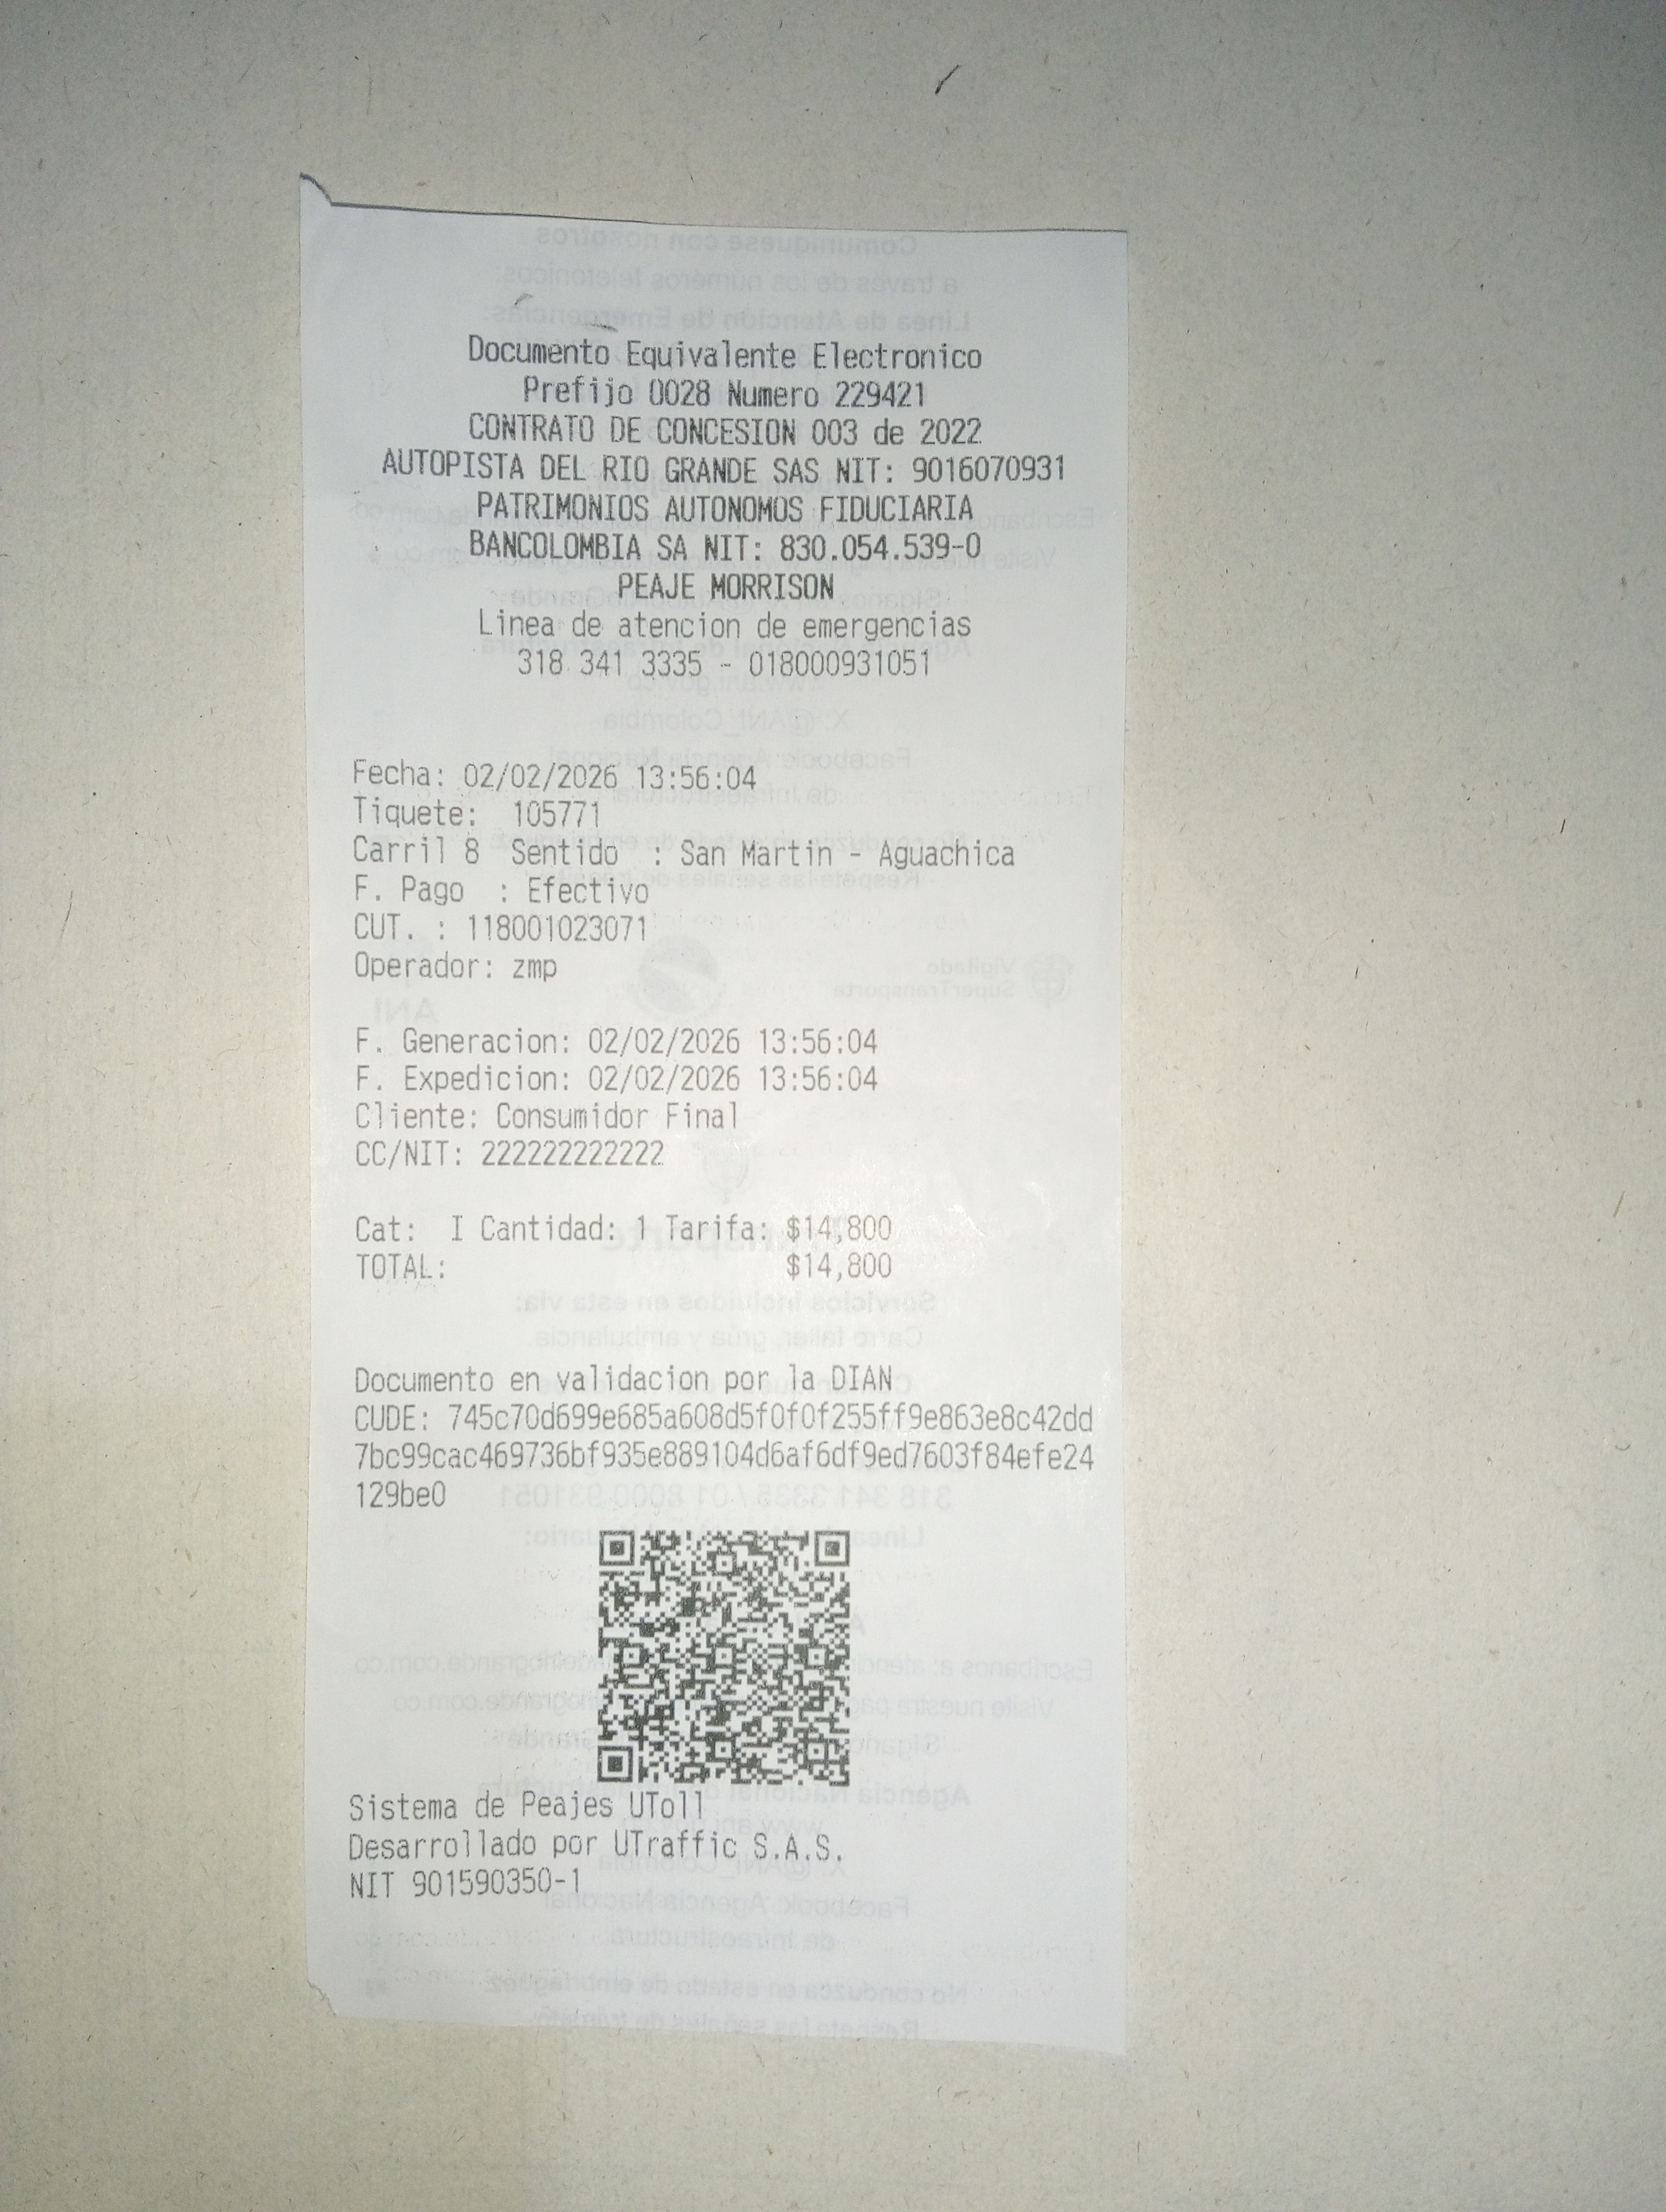 Documento Equivalente Electronico
Prefijo 0028 Numero 229421
CONTRATO DE CONCESION 003 de 2022
AUTOPISTA DEL RIO GRANDE SAS NIT: 9016070931
PATRIMONIOS AUTONOMOS FIDUCIARIA
BANCOLOMBIA SA NIT: 830.054.539-0
PEAJE MORRISON
Linea de atencion de emergencias
318 341 3335 - 018000931051
Fecha: 02/02/2026 13:56:04
Tiquete: 105771
Carril 8 Sentido : San Martin - Aguachica
F. Pago : Efectivo
CUT. : 118001023071
Operador: zmp
F. Generacion: 02/02/2026 13:56:04
F. Expedicion: 02/02/2026 13:56:04
Cliente: Consumidor Final
CC/NIT: 222222222222
Cat: I Cantidad: 1 Tarifa: $14,800
TOTAL: $14,800
Documento en validacion por la DIAN
CUDE: 745c70d699e685a608d5f0f0f255ff9e863e8c42dd
7bc99cac469736bf935e889104d6af6df9ed7603f84efe24
129be0
Sistema de Peajes UToll
Desarrollado por UTraffic S.A.S.
NIT 901590350-1